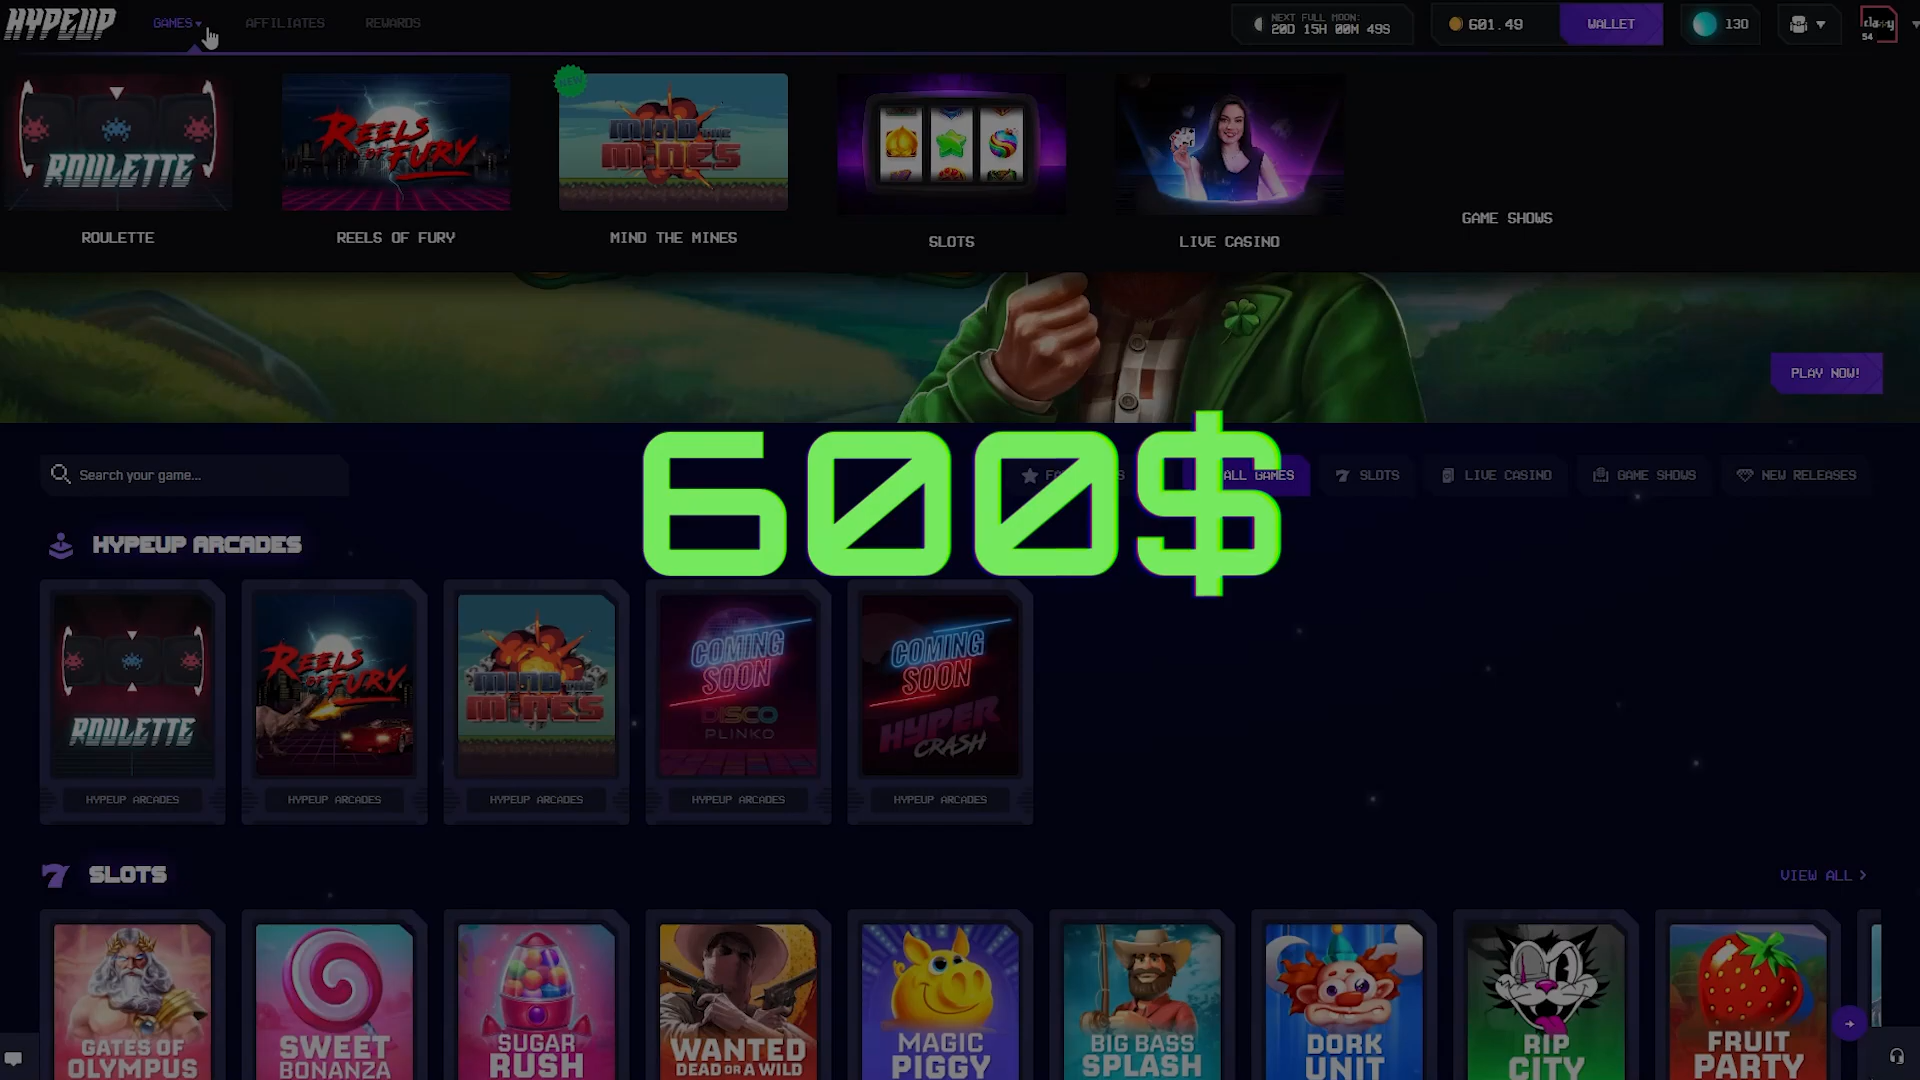 HYPEUP
GAMES
AFFILIATES
REWARDS
NEXT FULL MOON:
20D 15H 00M 49S
601.49
WALLET
130
54
ROULETTE
REELS OF FURY
NEW
MIND THE MINES
ROULETTE
REELS OF FURY
MIND THE MINES
SLOTS
LIVE CASINO
GAME SHOWS
PLAY NOW!
600$
Search your game...
ALL GAMES
SLOTS
LIVE CASINO
GAME SHOWS
NEW RELEASES
HYPEUP ARCADES
ROULETTE
REELS OF FURY
MIND THE MINES
COMING SOON
DISCO PLINKO
COMING SOON
HYPER CRASH
HYPEUP ARCADES
HYPEUP ARCADES
HYPEUP ARCADES
HYPEUP ARCADES
HYPEUP ARCADES
7 SLOTS
VIEW ALL >
GATES OF OLYMPUS
SWEET BONANZA
SUGAR RUSH
WANTED DEAD OR A WILD
MAGIC PIGGY
BIG BASS SPLASH
DORK UNIT
RIP CITY
FRUIT PARTY